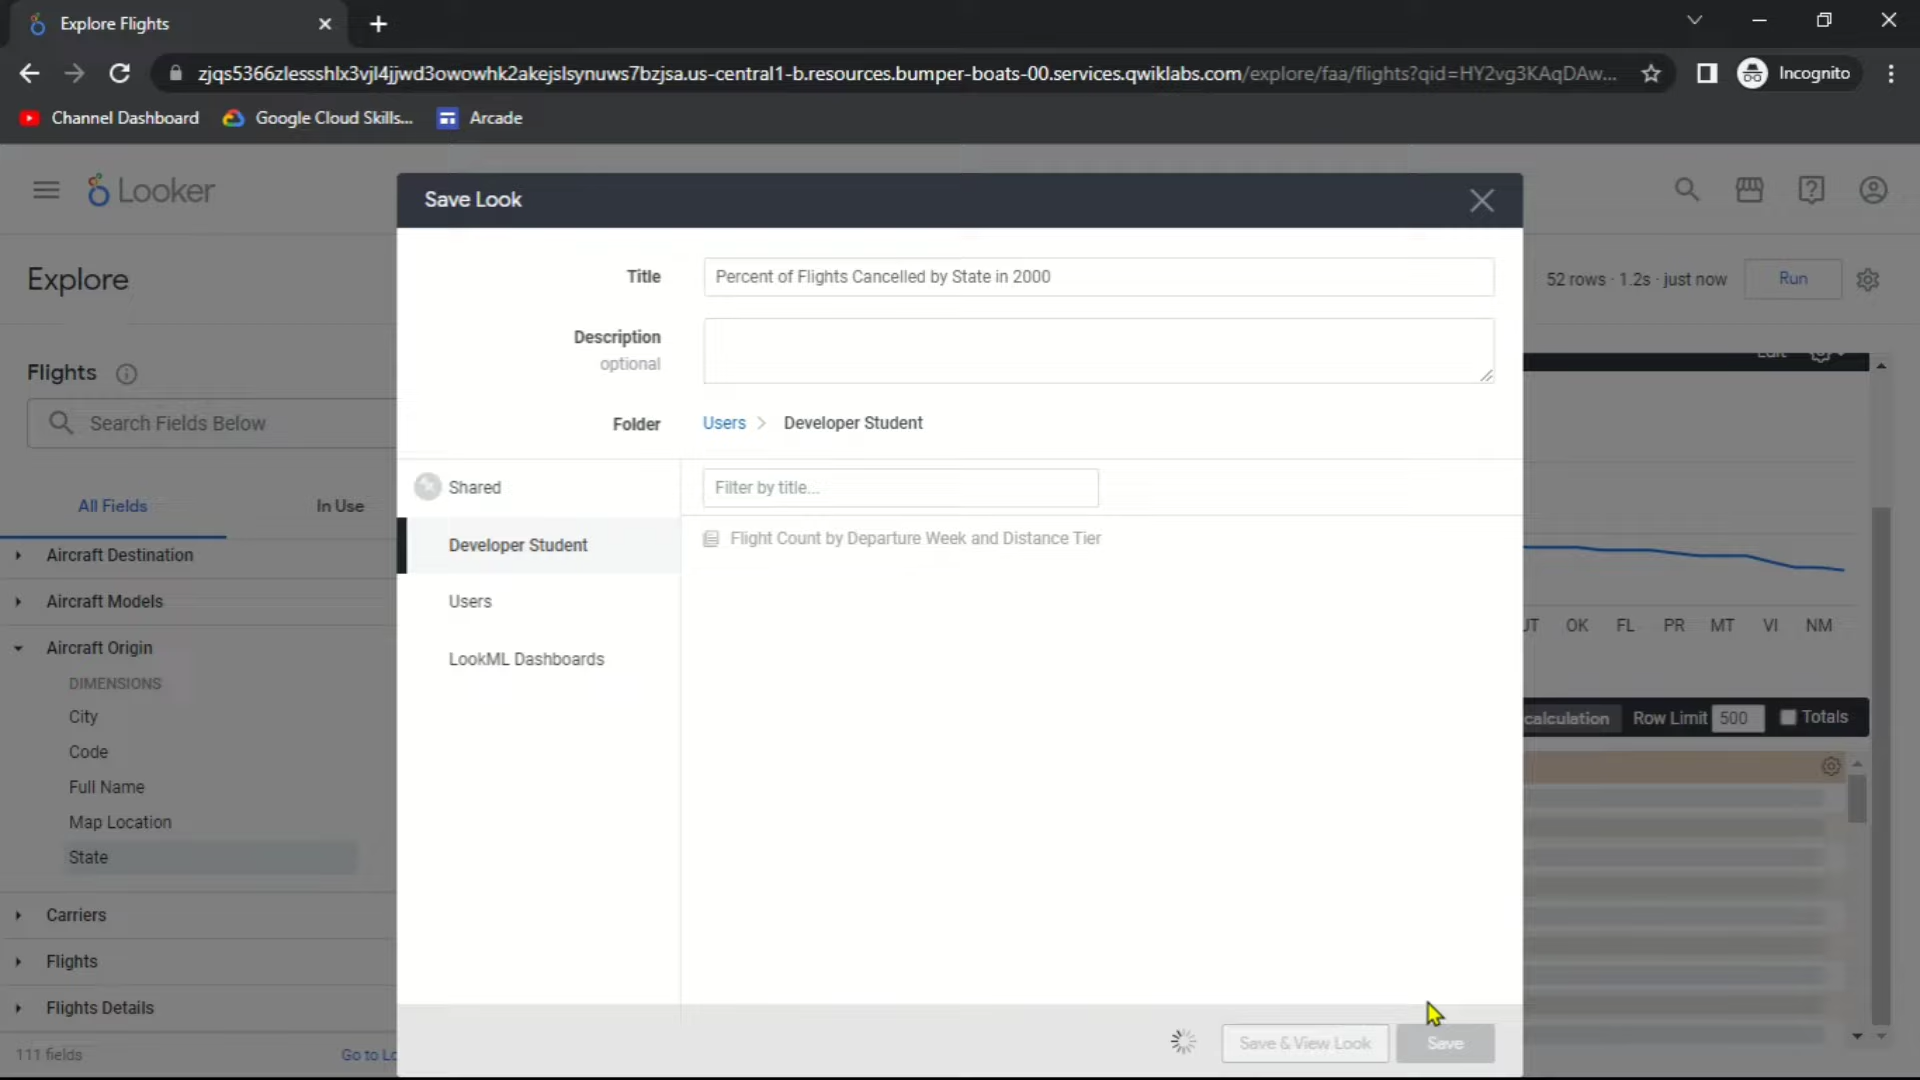 Explore Flights
zjqs5366zlessshlx3vjl4jjwd3owowhk2akejslsynuws7bzjsa.us-central1-b.resources.bumper-boats-00.services.qwiklabs.com/explore/faa/flights?qid=HY2vg3KAqDAw...
Incognito
Channel Dashboard
Google Cloud Skills...
Arcade
Looker
Save Look
Explore
Title
Percent of Flights Cancelled by State in 2000
52 rows · 1.2s · just now
Run
Description
optional
Flights
Search Fields Below
Folder
Users
Developer Student
All Fields
In Use
Shared
Filter by title...
Developer Student
Flight Count by Departure Week and Distance Tier
Users
LookML Dashboards
Aircraft Destination
Aircraft Models
Aircraft Origin
DIMENSIONS
City
Code
Full Name
Map Location
State
Carriers
Flights
Flights Details
OK FL PR MT VI NM
calculation
Row Limit
500
Totals
111 fields
Go to Lo
Save & View Look
Save